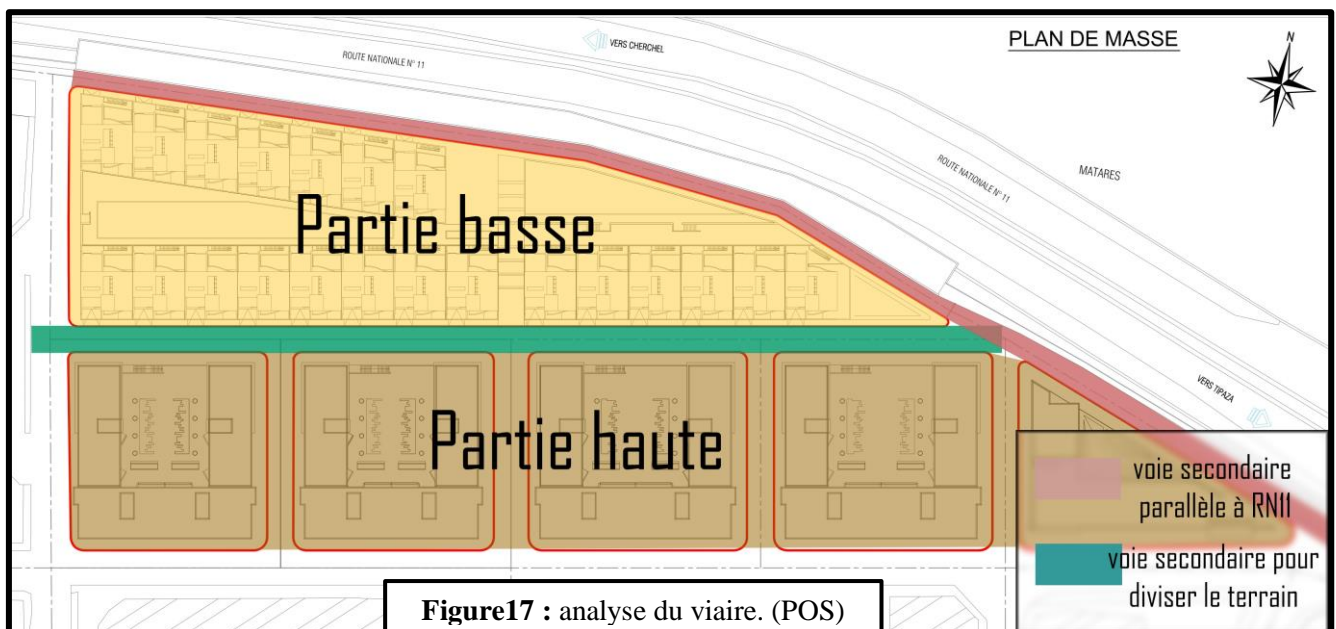 PLAN DE MASSE
N
VERS CHERCHEL
ROUTE NATIONALE N° 11
ROUTE NATIONALE N° 11
MATARES
Partie basse
VERS TIPAZA
Partie haute
voie secondaire
parallèle à RN11
voie secondaire pour
diviser le terrain
Figure17 : analyse du viaire. (POS)